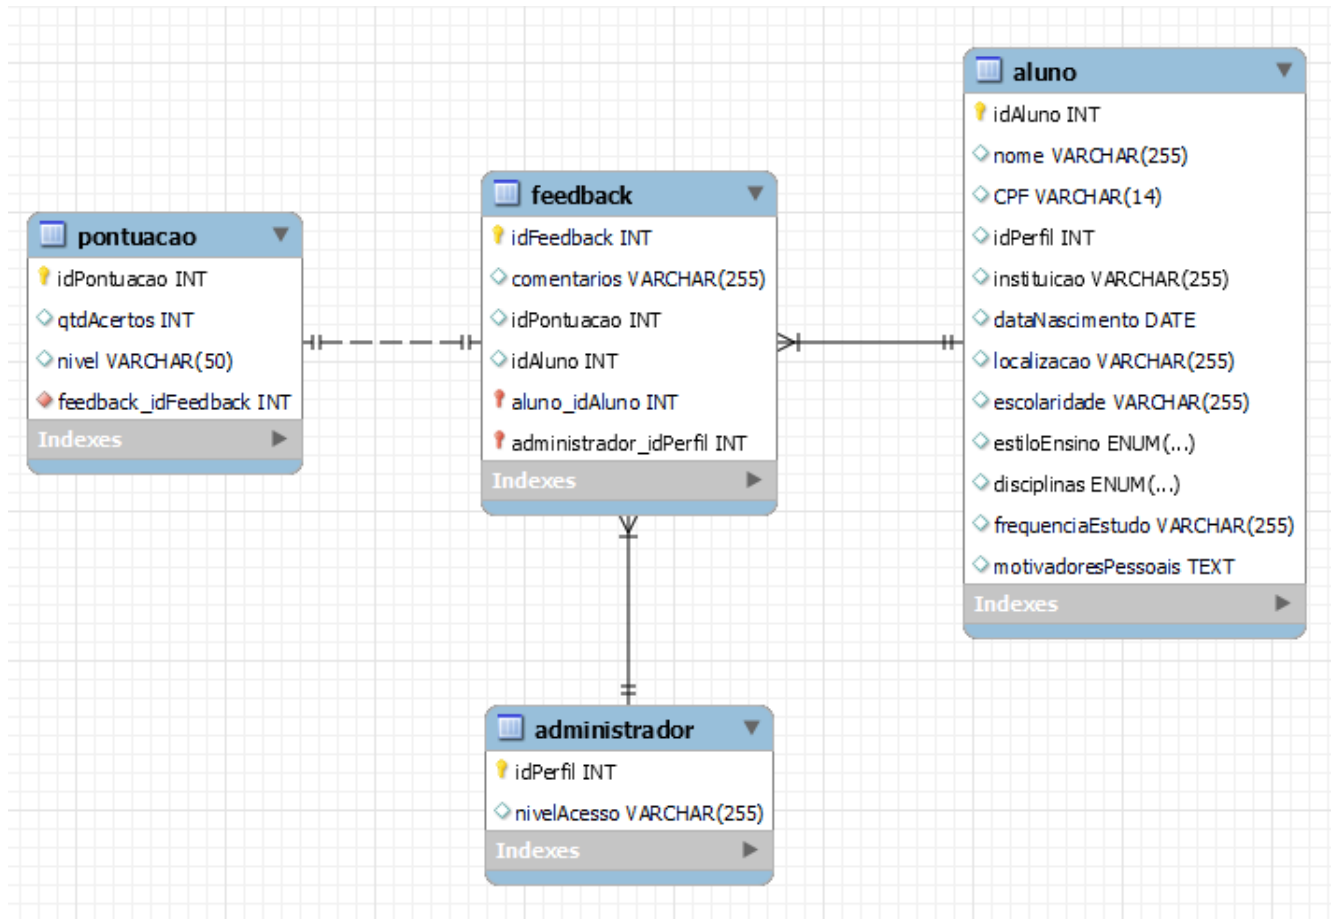 pontuacao
idPontuacao INT
qtdAcertos INT
nivel VARCHAR(50)
feedback_idFeedback INT
Indexes
feedback
idFeedback INT
comentarios VARCHAR(255)
idPontuacao INT
idAluno INT
aluno_idAluno INT
administrador_idPerfil INT
Indexes
aluno
idAluno INT
nome VARCHAR(255)
CPF VARCHAR(14)
idPerfil INT
instituicao VARCHAR(255)
dataNascimento DATE
localizacao VARCHAR(255)
escolaridade VARCHAR(255)
estiloEnsino ENUM(...)
disciplinas ENUM(...)
frequenciaEstudo VARCHAR(255)
motivadoresPessoais TEXT
Indexes
administrador
idPerfil INT
nivelAcesso VARCHAR(255)
Indexes